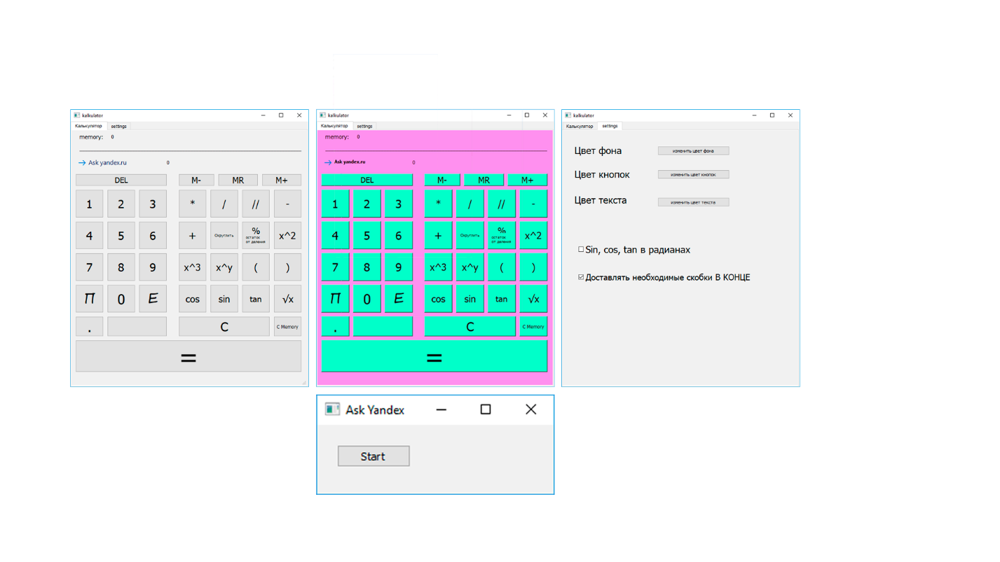 kalkulator
Калькулятор settings
memory: 0
Ask yandex.ru 0
DEL M- MR M+
1 2 3 * / // -
4 5 6 + Округлить % остаток от деления x^2
7 8 9 x^3 x^y ( )
П 0 E cos sin tan √x
. C C Memory
=
kalkulator
Калькулятор settings
memory: 0
Ask yandex.ru 0
DEL M- MR M+
1 2 3 * / // -
4 5 6 + Округлить % остаток от деления x^2
7 8 9 x^3 x^y ( )
П 0 E cos sin tan √x
. C C Memory
=
kalkulator
Калькулятор settings
Цвет фона изменить цвет фона
Цвет кнопок изменить цвет кнопок
Цвет текста изменить цвет текста
Sin, cos, tan в радианах
Доставлять необходимые скобки В КОНЦЕ
Ask Yandex
Start